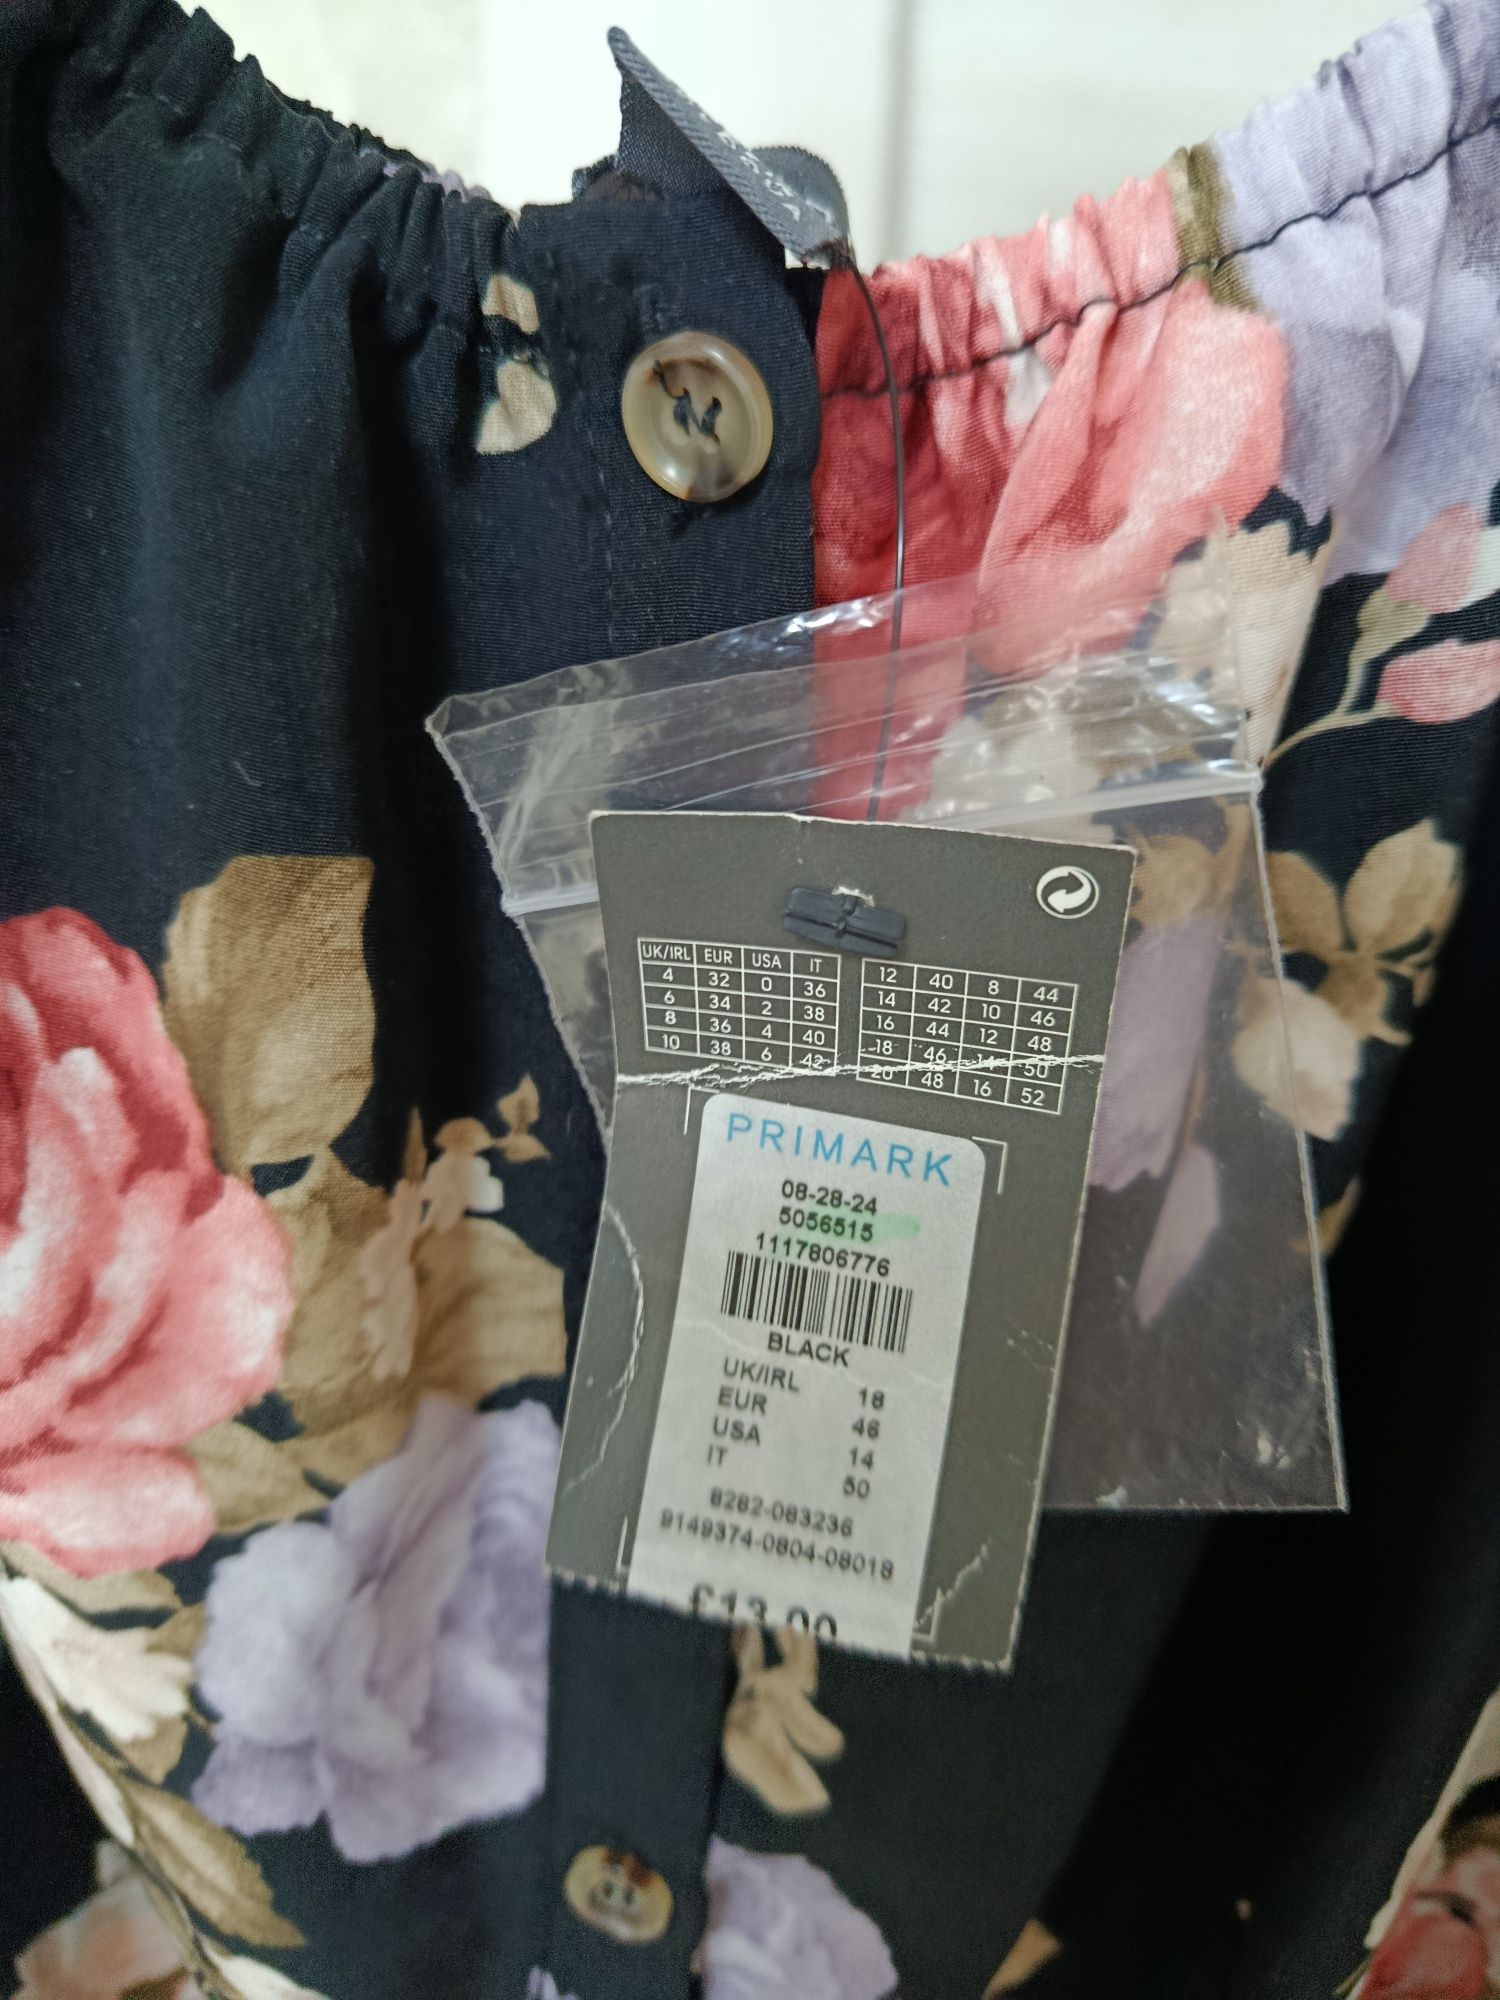 UK/IRL EUR USA IT
4 32 0 36
6 34 2 38
8 36 4 40
10 38 6 42
12 40 8 44
14 42 10 46
16 44 12 48
18 46 14 50
20 48 16 52
PRIMARK
08-28-24
5056515
1117806776
BLACK
UK/IRL 18
EUR 46
USA 14
IT 50
8282-083236
9149374-0804-08018
£13.00